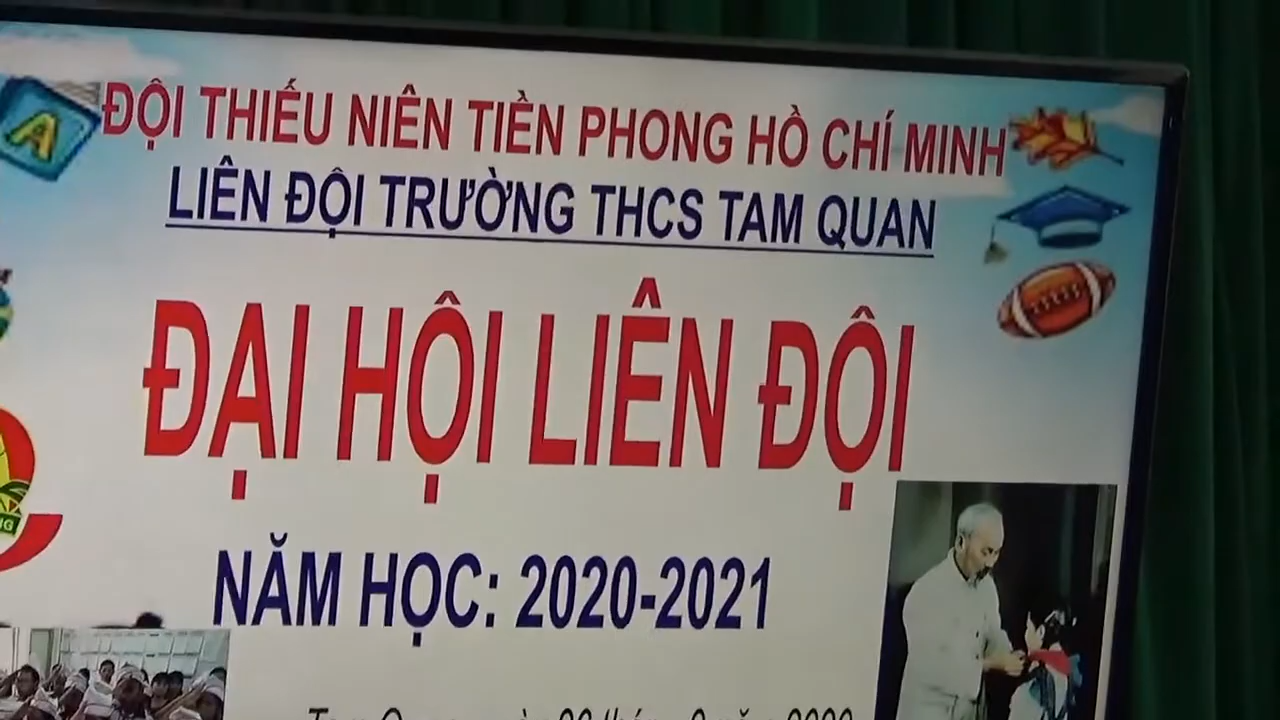 A
ĐỘI THIẾU NIÊN TIỀN PHONG HỒ CHÍ MINH
LIÊN ĐỘI TRƯỜNG THCS TAM QUAN
ĐẠI HỘI LIÊN ĐỘI
NĂM HỌC: 2020-2021